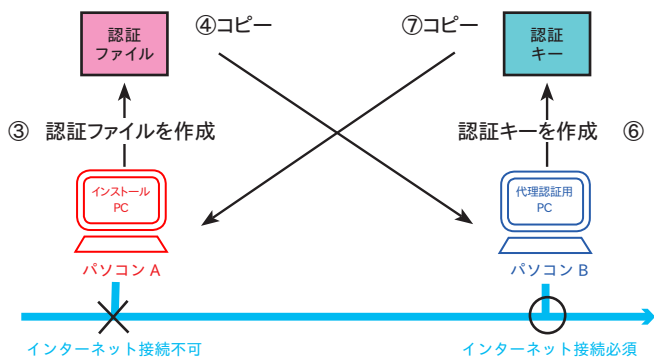 認証
ファイル
④コピー
⑦コピー
認証
キー
③ 認証ファイルを作成
認証キーを作成 ⑥
インストール
PC
代理認証用
PC
パソコン A
パソコン B
インターネット接続不可
インターネット接続必須